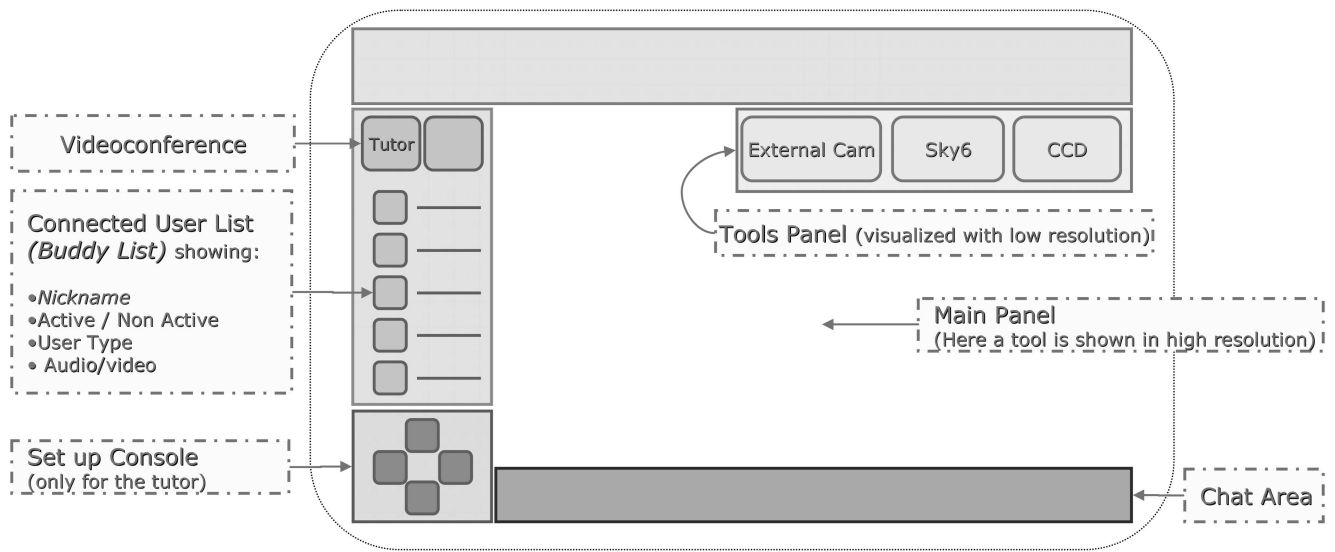 Videoconference
Tutor
External Cam
Sky6
CCD
Connected User List
(Buddy List) showing:
•Nickname
•Active / Non Active
•User Type
• Audio/video
Tools Panel (visualized with low resolution)
Main Panel
(Here a tool is shown in high resolution)
Set up Console
(only for the tutor)
Chat Area